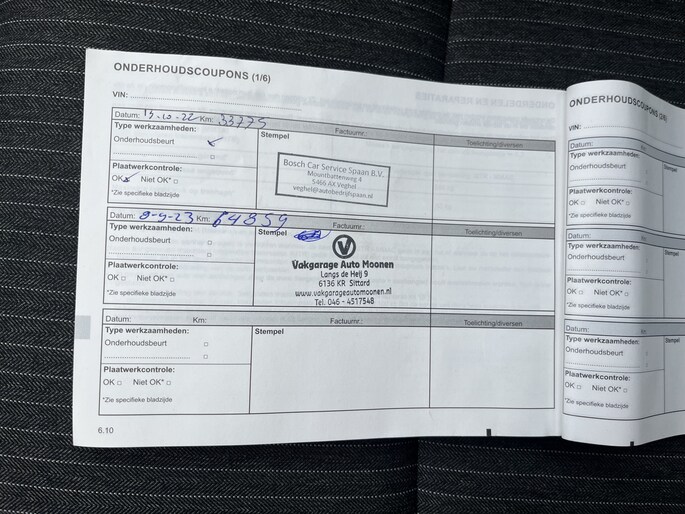 ONDERHOUDSCOUPONS (1/6)
VIN:
Datum: 13-10-22 Km: 33775 Factuurnr.: Toelichting/diversen
Type werkzaamheden: Stempel
Onderhoudsbeurt
Plaatwerkcontrole:
OK Niet OK*
*Zie specifieke bladzijde
Bosch Car Service Spaan B.V.
Mountbattenweg 4
5466 AX Veghel
veghel@autobedrijfspaan.nl
Datum: 8-9-23 Km: 64859 Factuurnr.: Toelichting/diversen
Type werkzaamheden: Stempel
Onderhoudsbeurt
Plaatwerkcontrole:
OK Niet OK*
*Zie specifieke bladzijde
V
Vakgarage Auto Moonen
Langs de Heij 9
6136 KR Sittard
www.vakgarageautomoonen.nl
Tel. 046 - 4517548
Datum: Km: Factuurnr.: Toelichting/diversen
Type werkzaamheden: Stempel
Onderhoudsbeurt
Plaatwerkcontrole:
OK Niet OK*
*Zie specifieke bladzijde
6.10
ONDERHOUDSCOUPONS (2/6)
VIN:
Datum:
Type werkzaamheden:
Onderhoudsbeurt
Plaatwerkcontrole:
OK Niet OK*
*Zie specifieke bladzijde
Datum: Km:
Type werkzaamheden:
Onderhoudsbeurt
Plaatwerkcontrole:
OK Niet OK*
*Zie specifieke bladzijde
Datum: Km:
Type werkzaamheden:
Onderhoudsbeurt
Plaatwerkcontrole:
OK Niet OK*
*Zie specifieke bladzijde